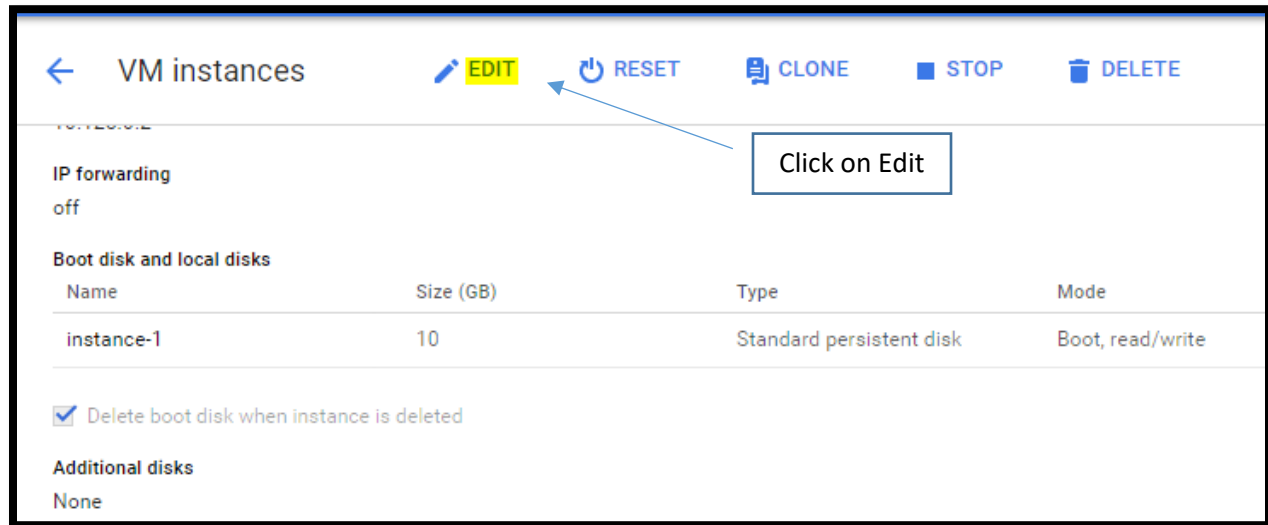 VM instances EDIT RESET CLONE STOP DELETE
Click on Edit
IP forwarding
off
Boot disk and local disks
Name Size (GB) Type Mode
instance-1 10 Standard persistent disk Boot, read/write
Delete boot disk when instance is deleted
Additional disks
None